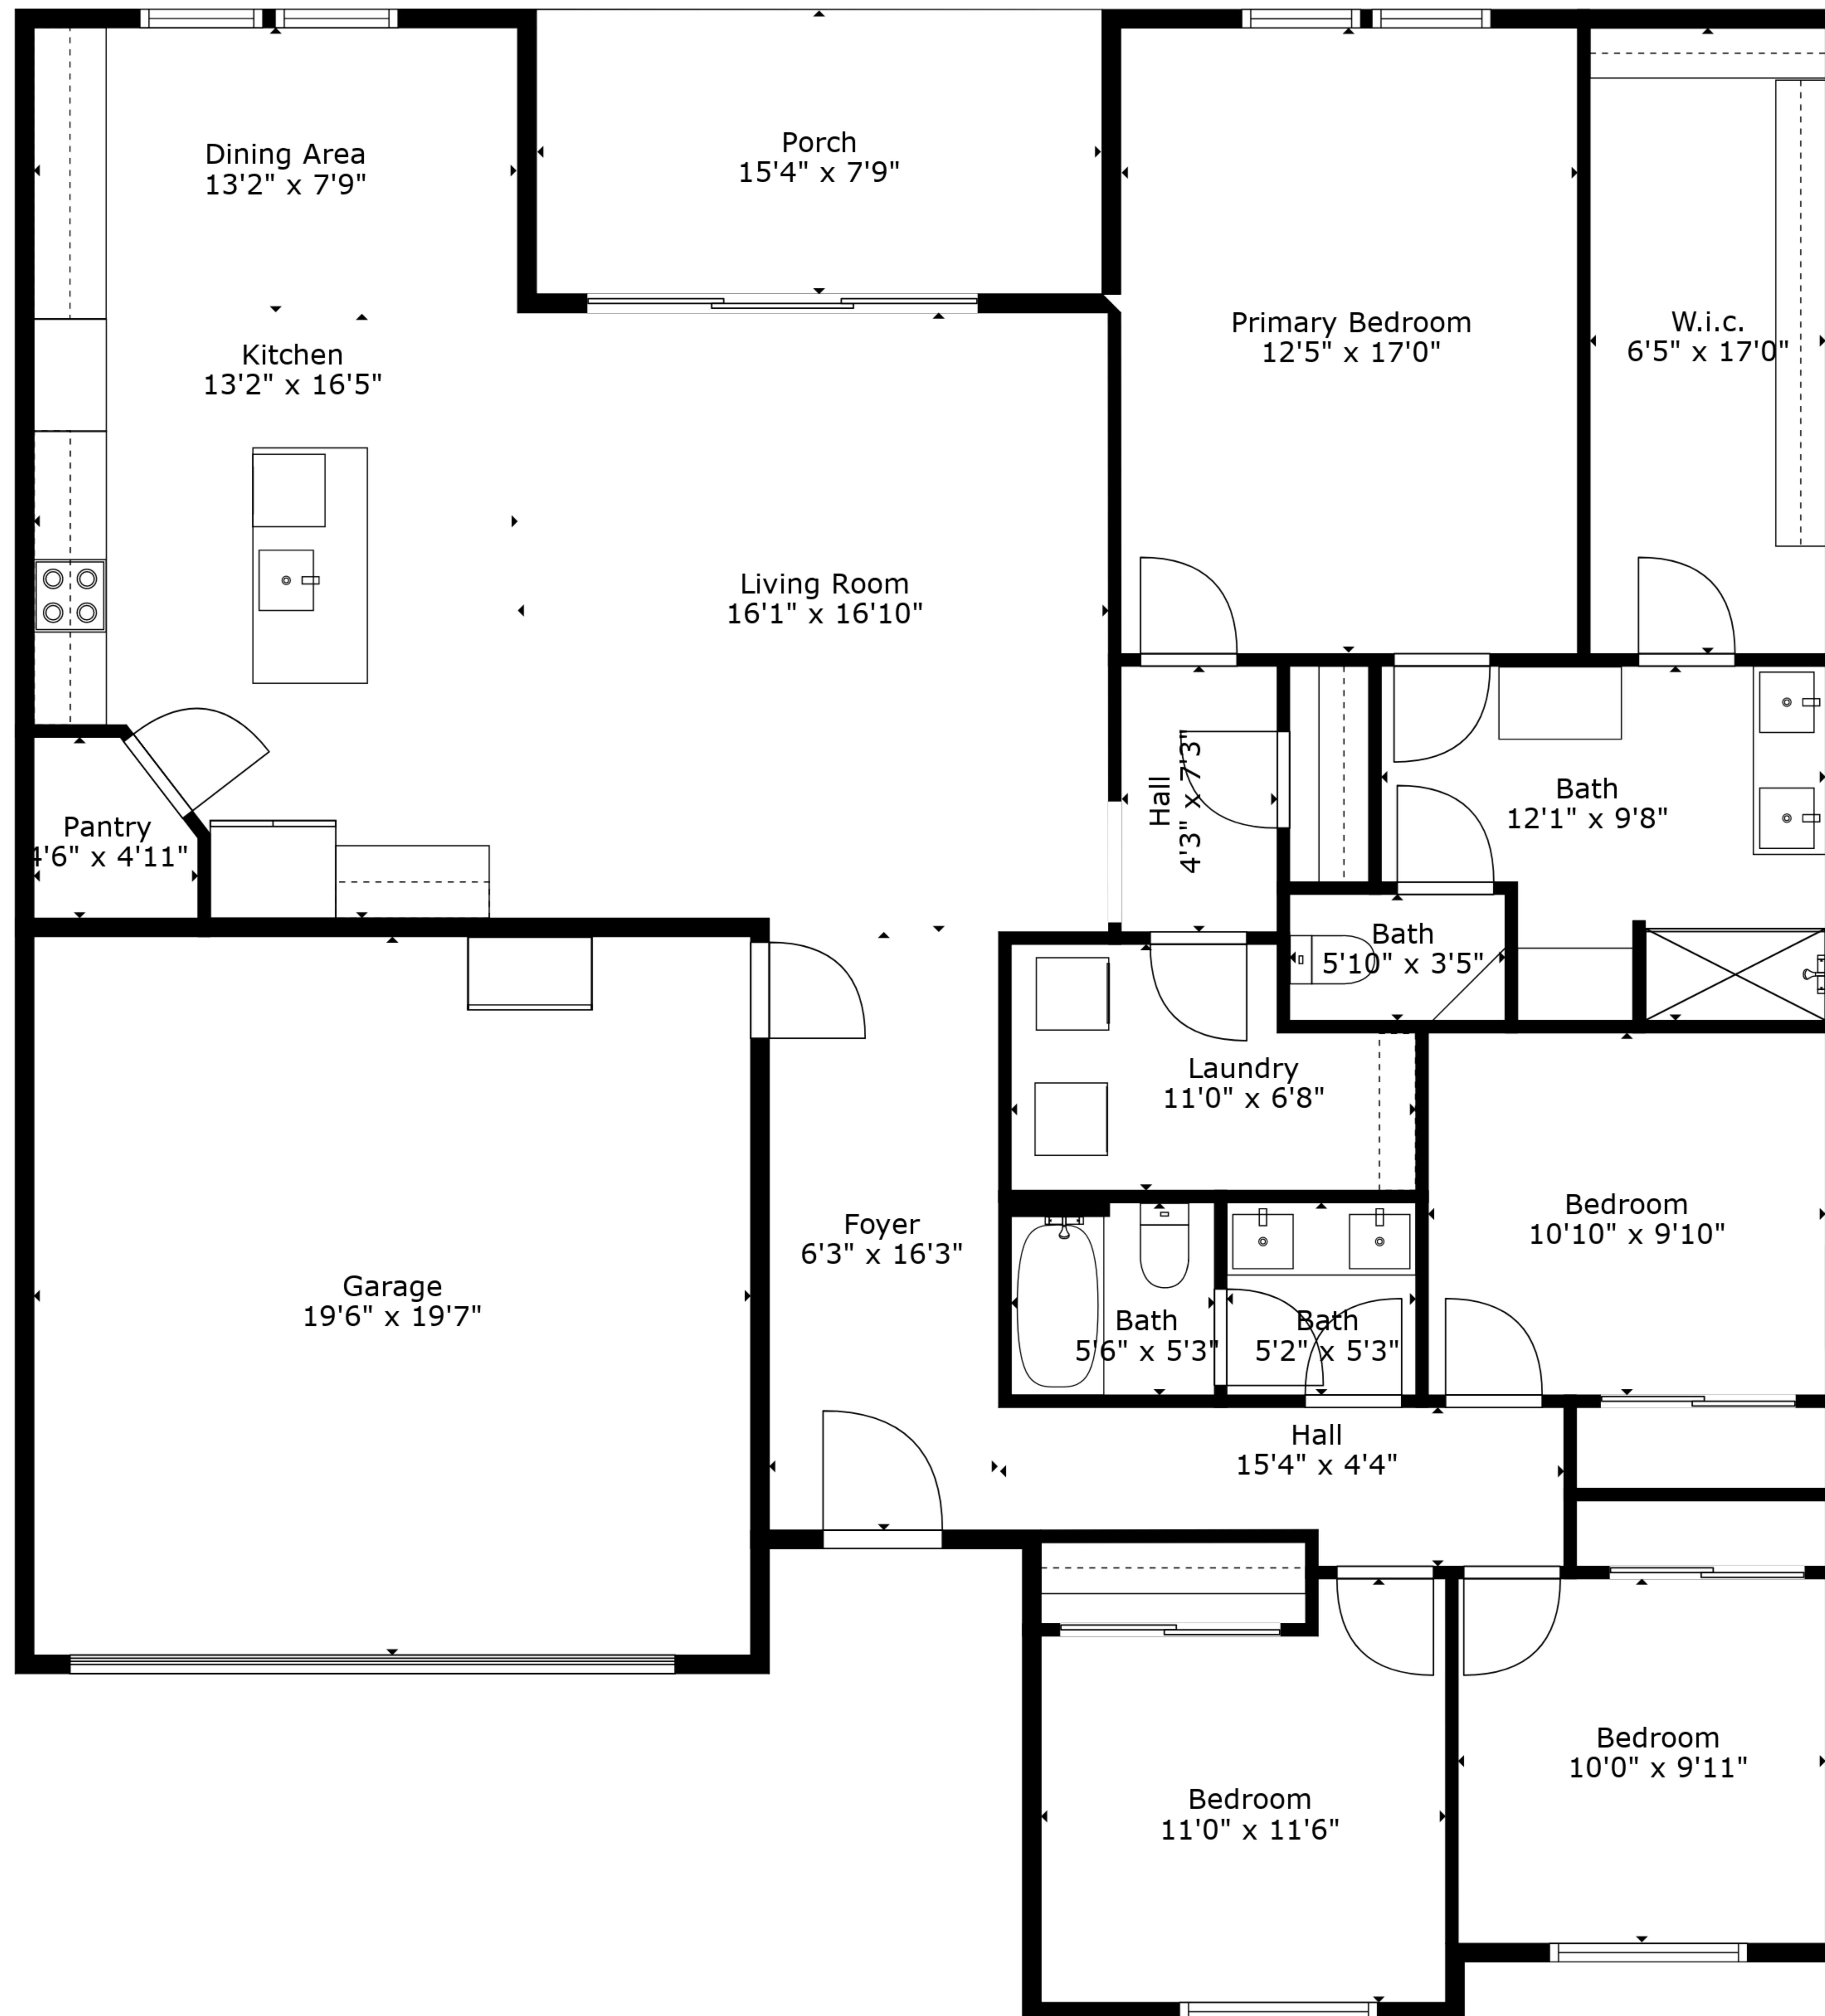 Dining Area
13'2" x 7'9"
Porch
15'4" x 7'9"
Primary Bedroom
12'5" x 17'0"
W.i.c.
6'5" x 17'0"
Kitchen
13'2" x 16'5"
Living Room
16'1" x 16'10"
Hall
4'3" x 7'3"
Bath
12'1" x 9'8"
Pantry
4'6" x 4'11"
Bath
5'10" x 3'5"
Laundry
11'0" x 6'8"
Foyer
6'3" x 16'3"
Bedroom
10'10" x 9'10"
Garage
19'6" x 19'7"
Bath
5'6" x 5'3"
Bath
5'2" x 5'3"
Hall
15'4" x 4'4"
Bedroom
10'0" x 9'11"
Bedroom
11'0" x 11'6"